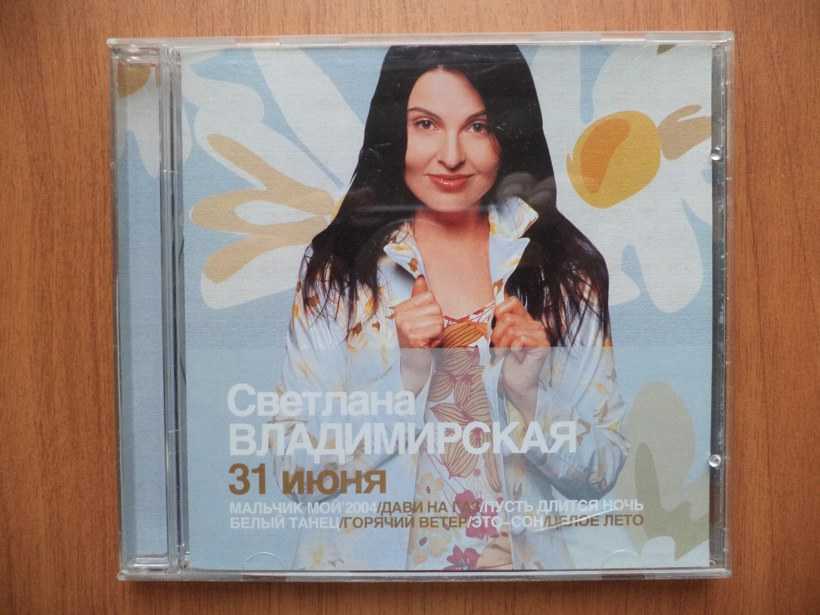 Светлана
ВЛАДИМИРСКАЯ
31 июня
МАЛЬЧИК МОЙ'2004/ДАВИ НА ГАЗ/ПУСТЬ ДЛИТСЯ НОЧЬ
БЕЛЫЙ ТАНЕЦ/ГОРЯЧИЙ ВЕТЕР/ЭТО-СОН/ЦЕЛОЕ ЛЕТО